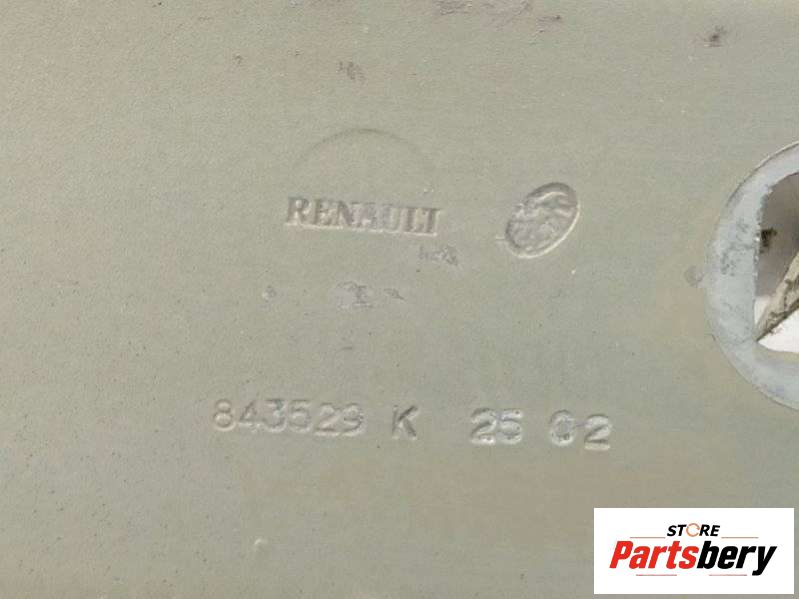 RENAULT
843529 K 25 02
STORE
Partsbery